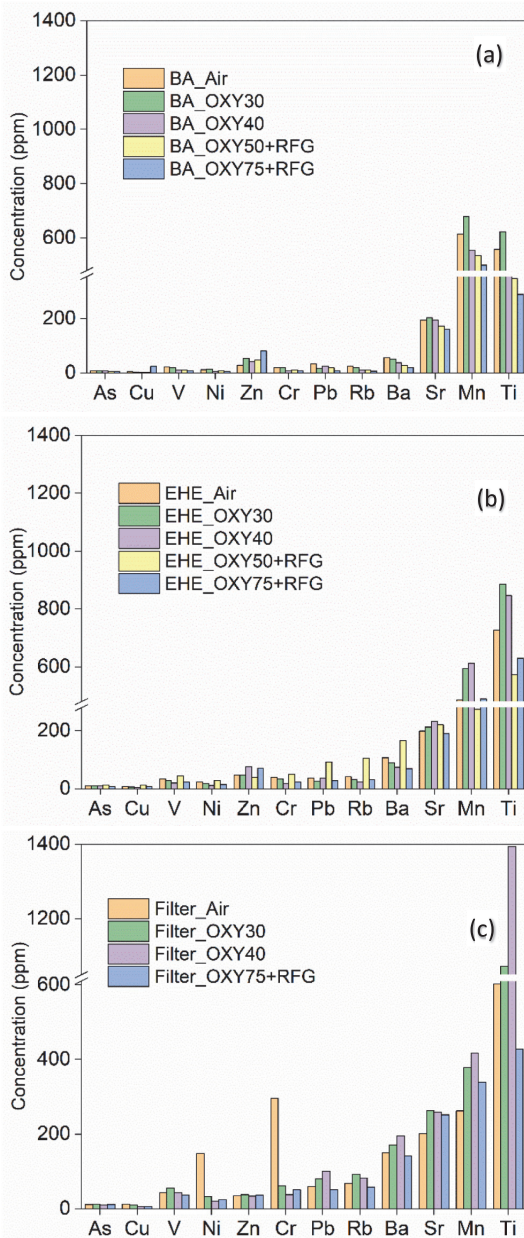 1400
(a)
BA_Air
1200
BA_OXY30
BA_OXY40
1000
BA_OXY50+RFG
BA_OXY75+RFG
800
600
200
0
Concentration (ppm)
As Cu V Ni Zn Cr Pb Rb Ba Sr Mn Ti
1400
(b)
EHE_Air
1200
EHE_OXY30
EHE_OXY40
1000
EHE_OXY50+RFG
EHE_OXY75+RFG
800
600
200
0
Concentration (ppm)
As Cu V Ni Zn Cr Pb Rb Ba Sr Mn Ti
1400
Filter_Air
(c)
Filter_OXY30
1200
Filter_OXY40
Filter_OXY75+RFG
600
400
200
0
Concentration (ppm)
As Cu V Ni Zn Cr Pb Rb Ba Sr Mn Ti